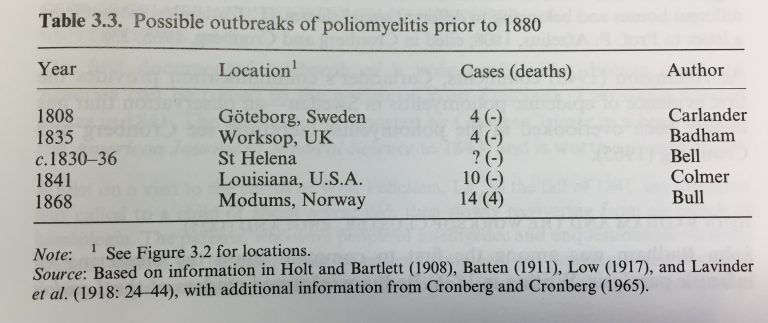 Table 3.3. Possible outbreaks of poliomyelitis prior to 1880
Year Location¹ Cases (deaths) Author
1808 Göteborg, Sweden 4 (-) Carlander
1835 Worksop, UK 4 (-) Badham
c.1830–36 St Helena ? (-) Bell
1841 Louisiana, U.S.A. 10 (-) Colmer
1868 Modums, Norway 14 (4) Bull
Note: ¹ See Figure 3.2 for locations.
Source: Based on information in Holt and Bartlett (1908), Batten (1911), Low (1917), and Lavinder
et al. (1918: 24–44), with additional information from Cronberg and Cronberg (1965).